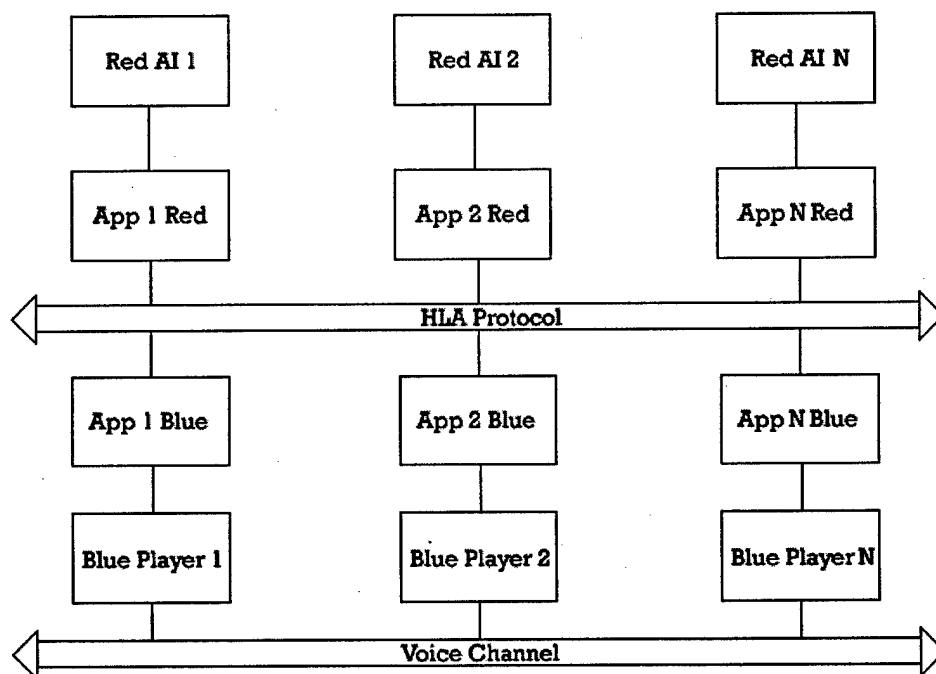 Red AI 1
Red AI 2
Red AI N
App 1 Red
App 2 Red
App N Red
HLA Protocol
App 1 Blue
App 2 Blue
App N Blue
Blue Player 1
Blue Player 2
Blue Player N
Voice Channel